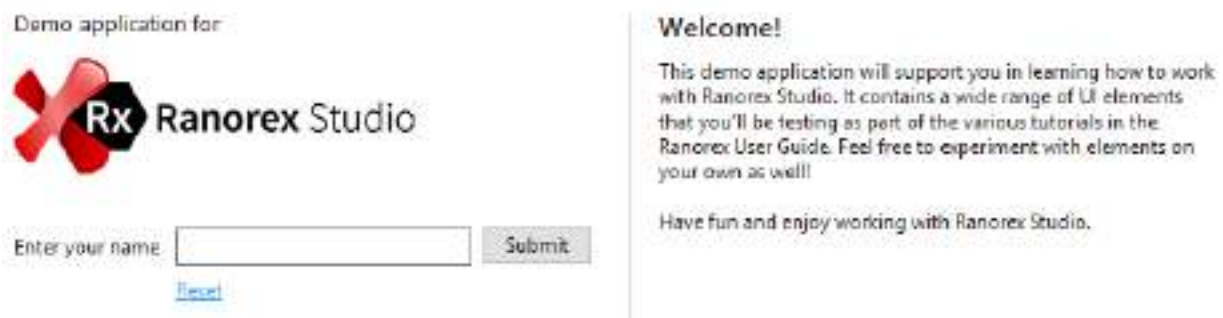 Demo application for
Rx Ranorex Studio
Enter your name
Submit
Reset
Welcome!
This demo application will support you in learning how to work
with Ranorex Studio. It contains a wide range of UI elements
that you'll be testing as part of the various tutorials in the
Ranorex User Guide. Feel free to experiment with elements on
your own as well!
Have fun and enjoy working with Ranorex Studio.